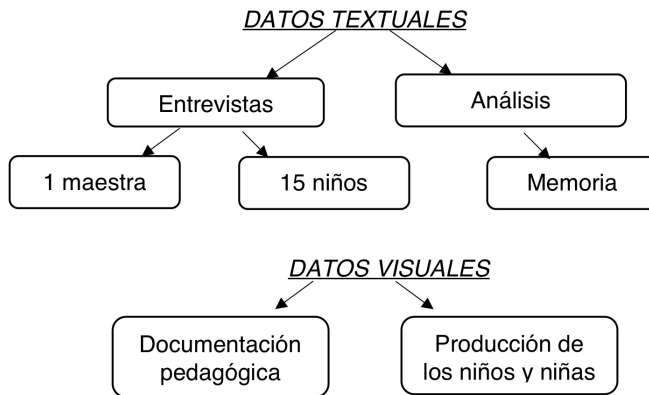 DATOS TEXTUALES
Entrevistas
Análisis
1 maestra
15 niños
Memoria
DATOS VISUALES
Documentación
pedagógica
Producción de
los niños y niñas